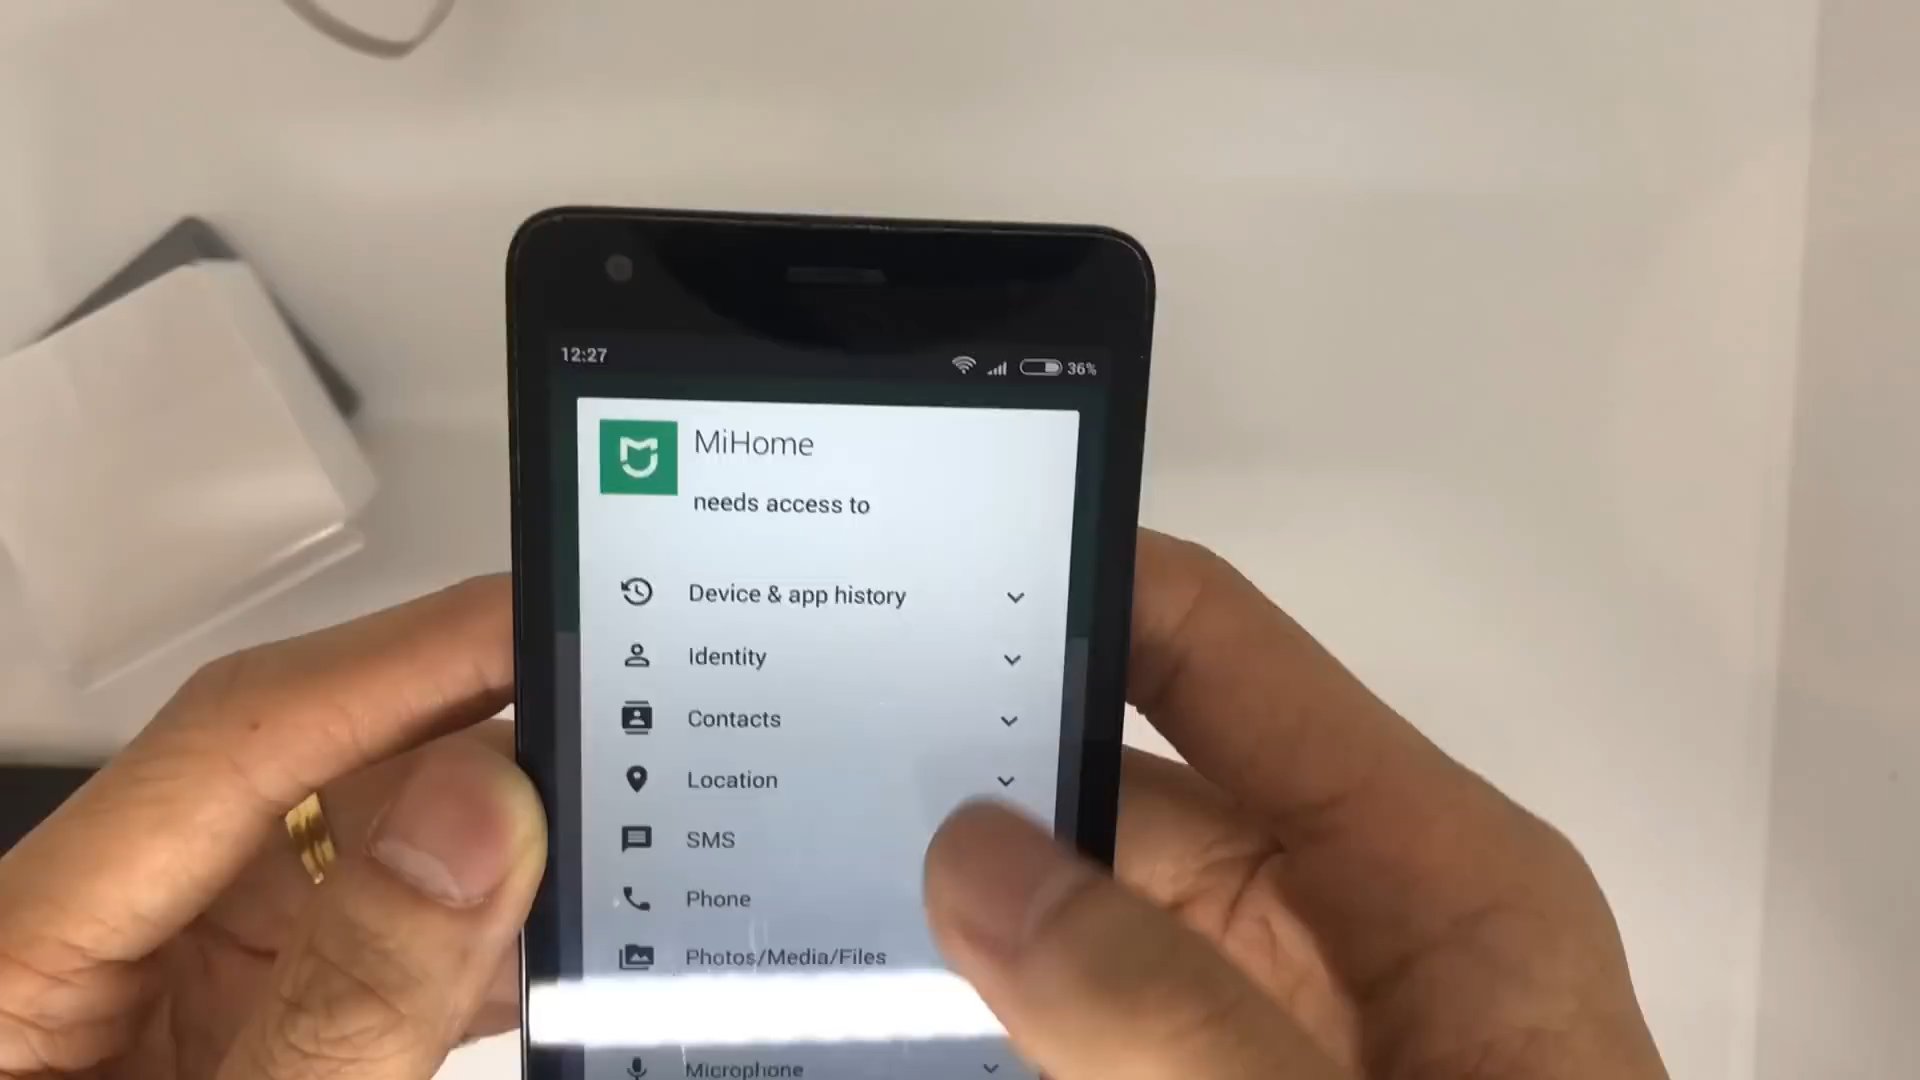 12:27
36%
MiHome
needs access to
Device & app history
Identity
Contacts
Location
SMS
Phone
Photos/Media/Files
Microphone